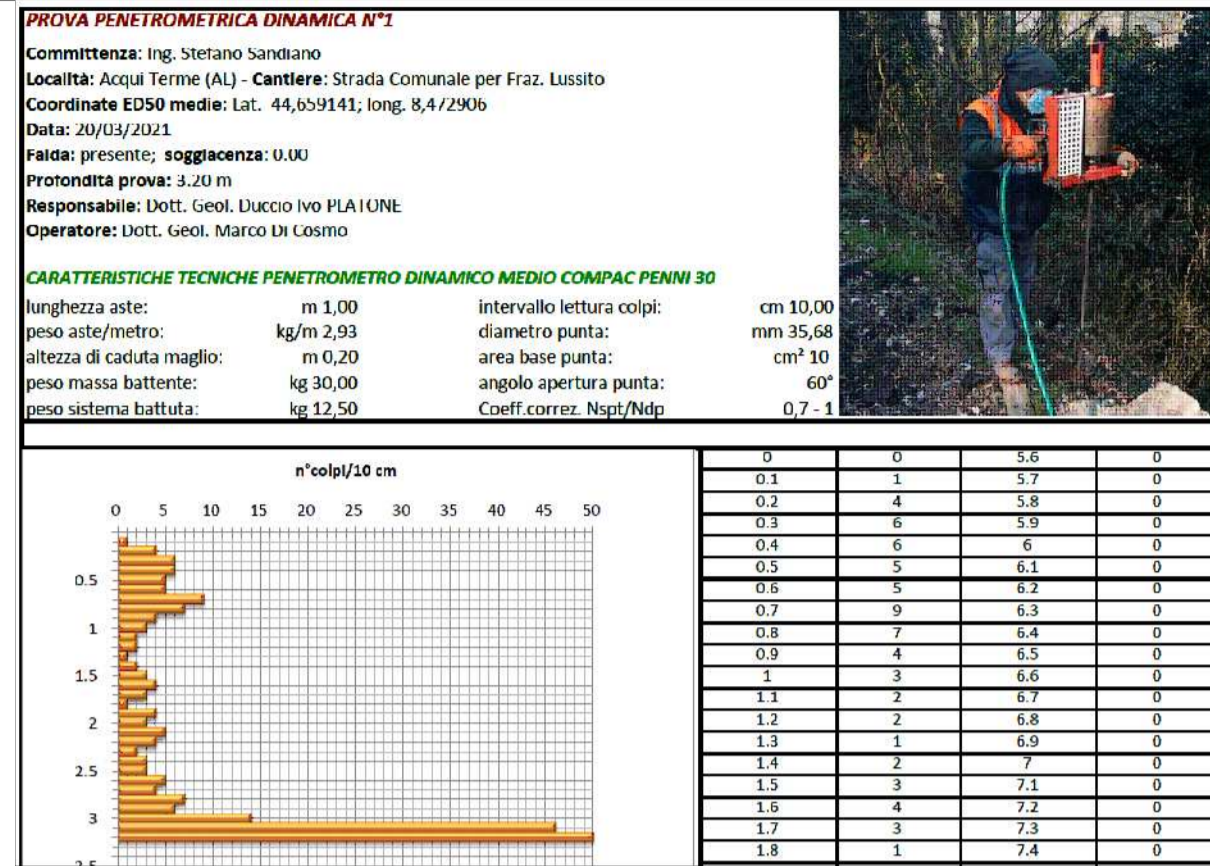 PROVA PENETROMETRICA DINAMICA N°1
Committenza: Ing. Stefano Sandiano
Località: Acqui Terme (AL) - Cantiere: Strada Comunale per Fraz. Lussito
Coordinate ED50 medie: Lat. 44,659141; long. 8,472906
Data: 20/03/2021
Falda: presente; soggiacenza: 0.00
Profondità prova: 3.20 m
Responsabile: Dott. Geol. Duccio Ivo PLATONE
Operatore: Dott. Geol. Marco Di Cosmo
CARATTERISTICHE TECNICHE PENETROMETRO DINAMICO MEDIO COMPAC PENNI 30
lunghezza aste: m 1,00 intervallo lettura colpi: cm 10,00
peso aste/metro: kg/m 2,93 diametro punta: mm 35,68
altezza di caduta maglio: m 0,20 area base punta: cm² 10
peso massa battente: kg 30,00 angolo apertura punta: 60°
peso sistema battuta: kg 12,50 Coeff.correz. Nspt/Ndp 0,7 - 1
n°colpi/10 cm
0 5 10 15 20 25 30 35 40 45 50
0.5
1
1.5
2
2.5
3
3.5
0 0 5.6 0
0.1 1 5.7 0
0.2 4 5.8 0
0.3 6 5.9 0
0.4 6 6 0
0.5 5 6.1 0
0.6 5 6.2 0
0.7 9 6.3 0
0.8 7 6.4 0
0.9 4 6.5 0
1 3 6.6 0
1.1 2 6.7 0
1.2 2 6.8 0
1.3 1 6.9 0
1.4 2 7 0
1.5 3 7.1 0
1.6 4 7.2 0
1.7 3 7.3 0
1.8 1 7.4 0